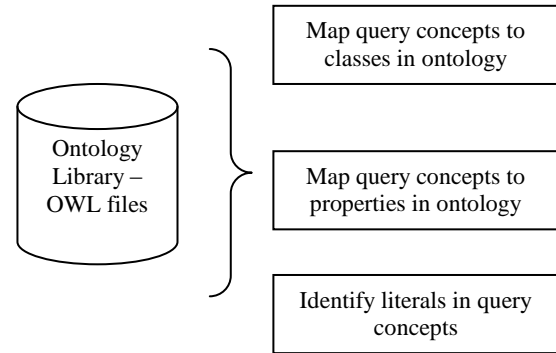 Ontology
Library –
OWL files
Map query concepts to
classes in ontology
Map query concepts to
properties in ontology
Identify literals in query
concepts